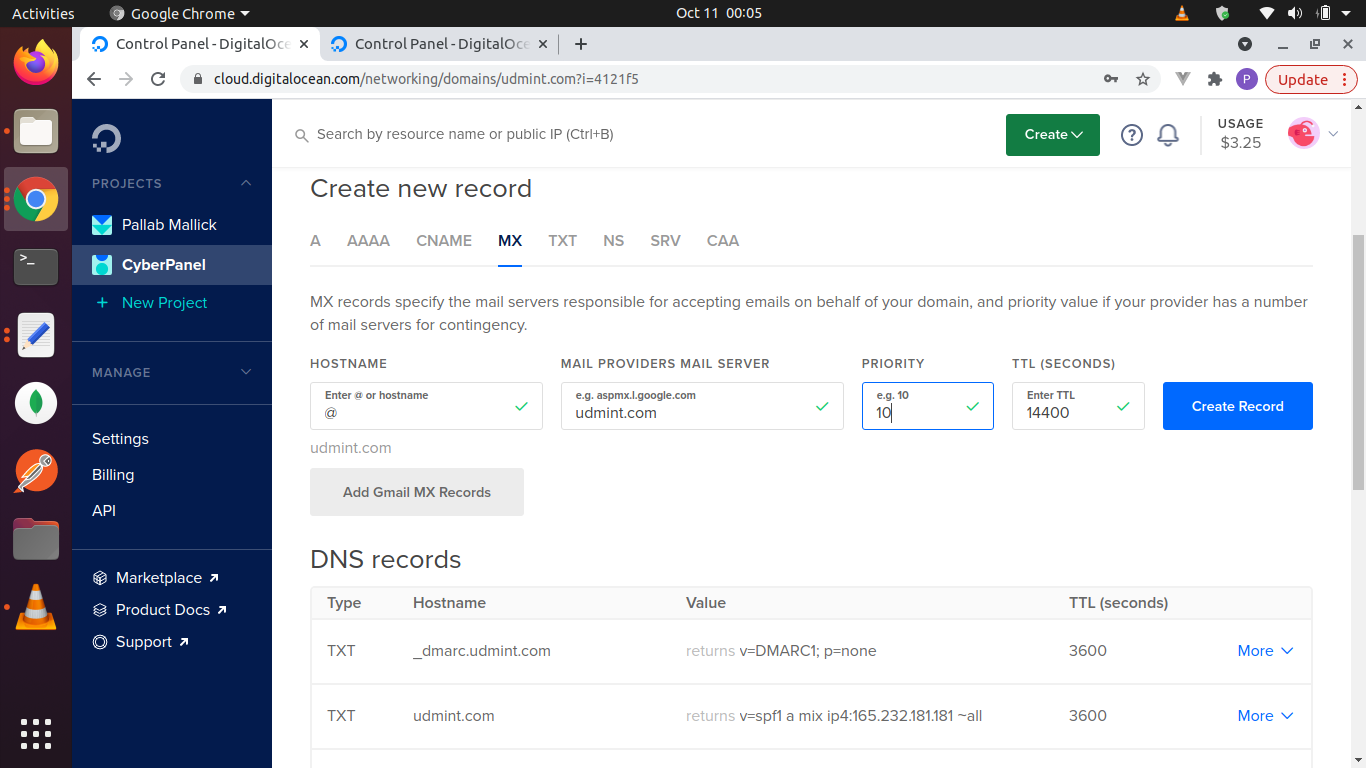 Activities Google Chrome Oct 11 00:05
Control Panel - DigitalOce Control Panel - DigitalOce
cloud.digitalocean.com/networking/domains/udmint.com?i=4121f5 P Update
Search by resource name or public IP (Ctrl+B) Create ? USAGE
$3.25
PROJECTS
Pallab Mallick
CyberPanel
+ New Project
MANAGE
Settings
Billing
API
Marketplace
Product Docs
Support
Create new record
A AAAA CNAME MX TXT NS SRV CAA
MX records specify the mail servers responsible for accepting emails on behalf of your domain, and priority value if your provider has a number
of mail servers for contingency.
HOSTNAME MAIL PROVIDERS MAIL SERVER PRIORITY TTL (SECONDS)
Enter @ or hostname e.g. aspmx.l.google.com e.g. 10 Enter TTL
@ udmint.com 10 14400 Create Record
udmint.com
Add Gmail MX Records
DNS records
Type Hostname Value TTL (seconds)
TXT _dmarc.udmint.com returns v=DMARC1; p=none 3600 More
TXT udmint.com returns v=spf1 a mix ip4:165.232.181.181 ~all 3600 More